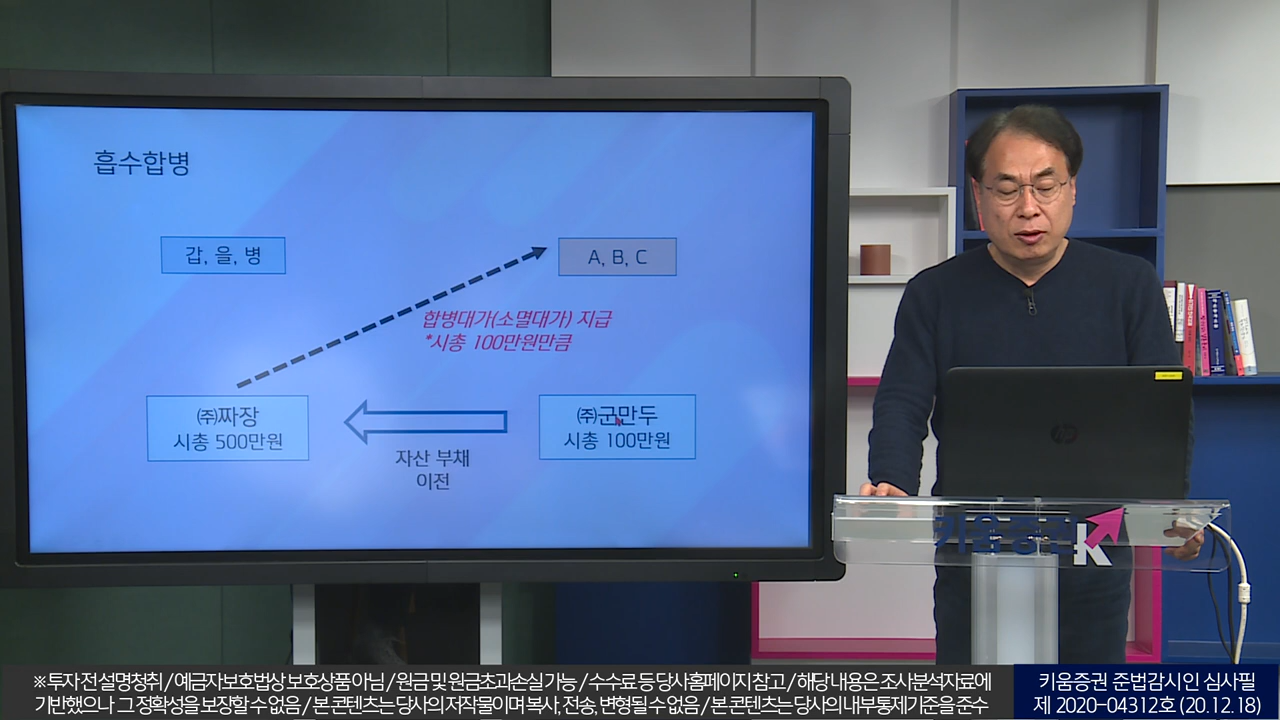 흡수합병
갑, 을, 병
A, B, C
합병대가(소멸대가) 지급
*시총 100만원만큼
㈜짜장
시총 500만원
㈜군만두
시총 100만원
자산 부채
이전
hp
키움증권
K
※ 투자 전 설명청취 / 예금자보호법상 보호상품 아님 / 원금 및 원금초과손실 가능 / 수수료 등 당사홈페이지 참고 / 해당 내용은 조사분석자료에
기반했으나 그 정확성을 보장할 수 없음 / 본 콘텐츠는 당사의 저작물이며 복사, 전송, 변형될 수 없음 / 본 콘텐츠는 당사의 내부통제기준을 준수
키움증권 준법감시인 심사필
제 2020-04312호 (20.12.18)